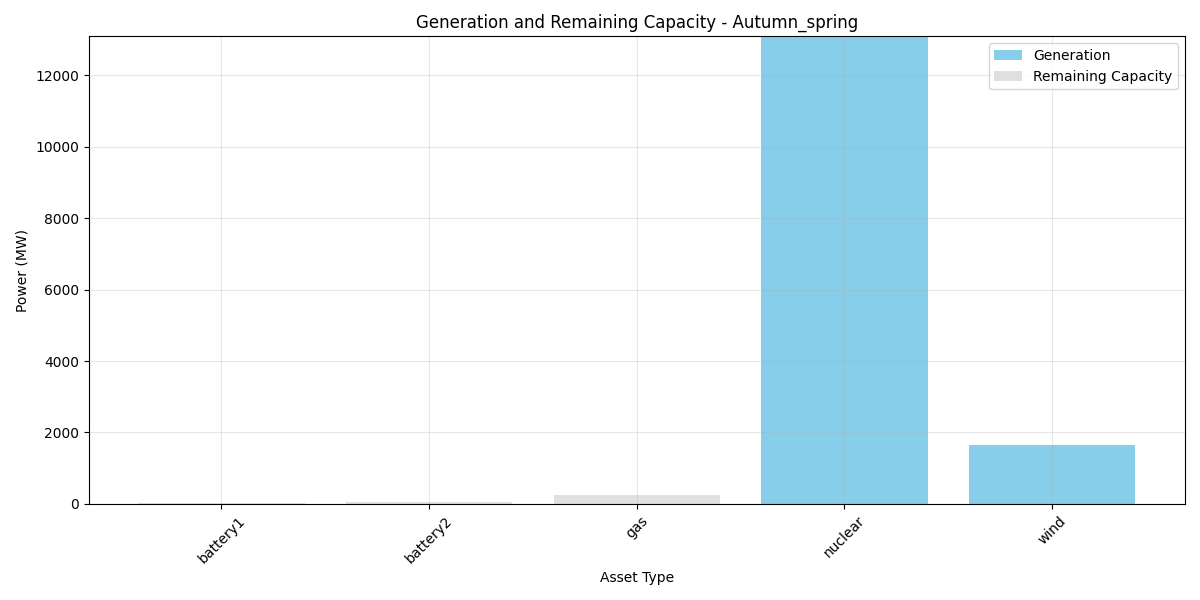 Generation and Remaining Capacity - Autumn_spring
Generation
Remaining Capacity
12000
10000
8000
6000
4000
2000
0
Power (MW)
battery1
battery2
gas
nuclear
wind
Asset Type